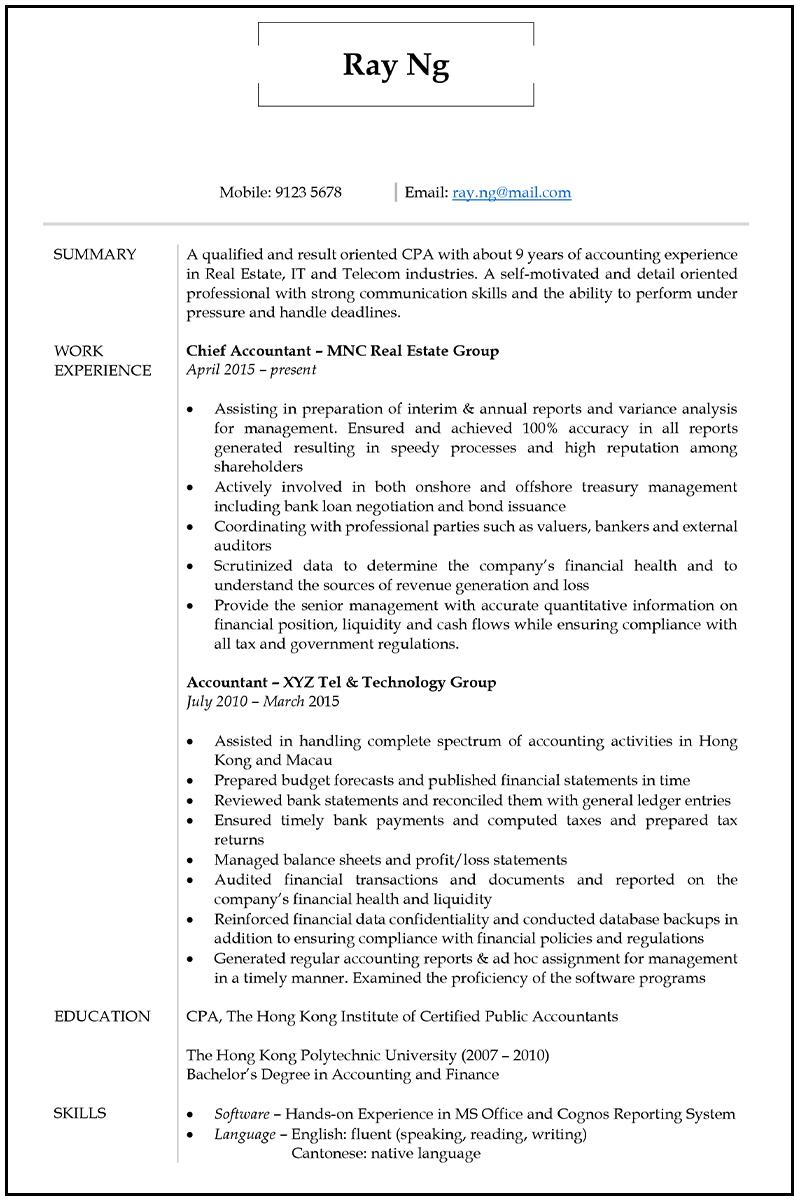 Ray Ng
Mobile: 9123 5678
Email: ray.ng@mail.com
SUMMARY
A qualified and result oriented CPA with about 9 years of accounting experience
in Real Estate, IT and Telecom industries. A self-motivated and detail oriented
professional with strong communication skills and the ability to perform under
pressure and handle deadlines.
WORK
EXPERIENCE
Chief Accountant – MNC Real Estate Group
April 2015 – present
• Assisting in preparation of interim & annual reports and variance analysis
for management. Ensured and achieved 100% accuracy in all reports
generated resulting in speedy processes and high reputation among
shareholders
• Actively involved in both onshore and offshore treasury management
including bank loan negotiation and bond issuance
• Coordinating with professional parties such as valuers, bankers and external
auditors
• Scrutinized data to determine the company's financial health and to
understand the sources of revenue generation and loss
• Provide the senior management with accurate quantitative information on
financial position, liquidity and cash flows while ensuring compliance with
all tax and government regulations.
Accountant – XYZ Tel & Technology Group
July 2010 – March 2015
• Assisted in handling complete spectrum of accounting activities in Hong
Kong and Macau
• Prepared budget forecasts and published financial statements in time
• Reviewed bank statements and reconciled them with general ledger entries
• Ensured timely bank payments and computed taxes and prepared tax
returns
• Managed balance sheets and profit/loss statements
• Audited financial transactions and documents and reported on the
company's financial health and liquidity
• Reinforced financial data confidentiality and conducted database backups in
addition to ensuring compliance with financial policies and regulations
• Generated regular accounting reports & ad hoc assignment for management
in a timely manner. Examined the proficiency of the software programs
EDUCATION
CPA, The Hong Kong Institute of Certified Public Accountants
The Hong Kong Polytechnic University (2007 – 2010)
Bachelor's Degree in Accounting and Finance
SKILLS
• Software – Hands-on Experience in MS Office and Cognos Reporting System
• Language – English: fluent (speaking, reading, writing)
Cantonese: native language